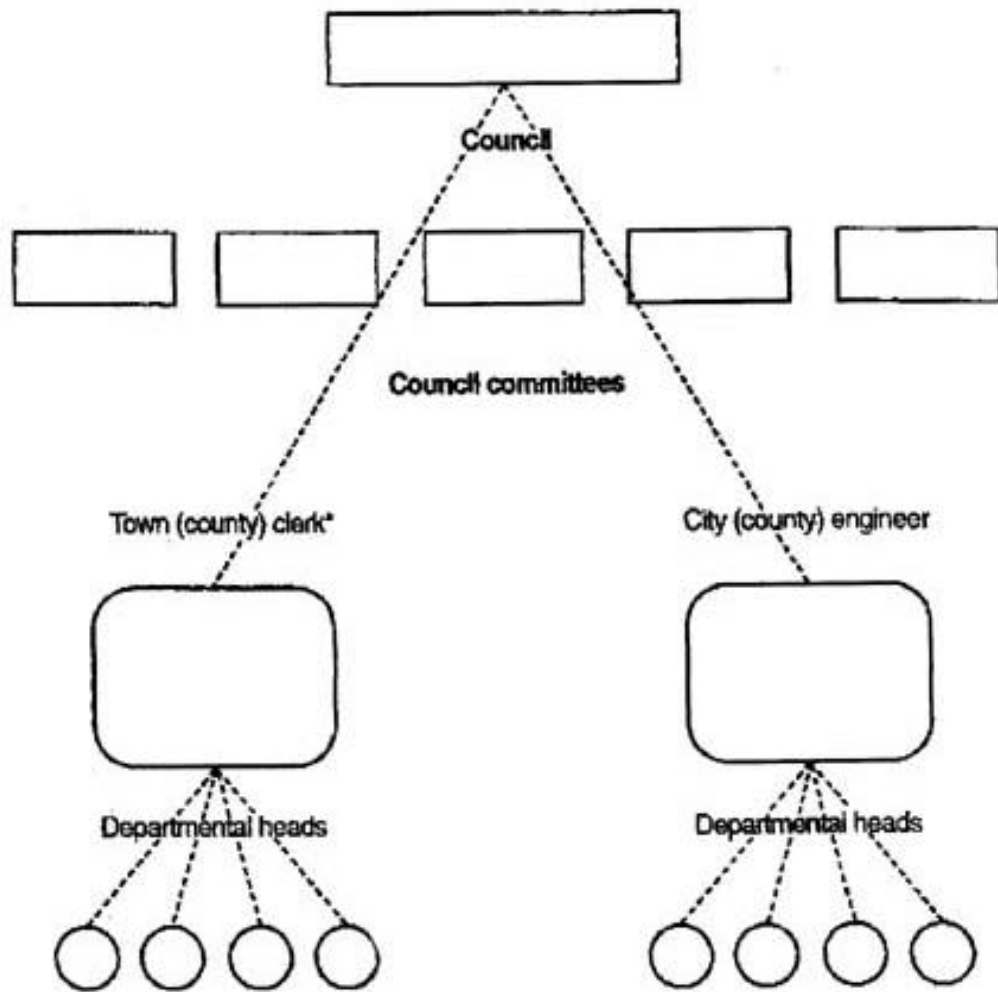 Council
Council committees
Town (county) clerk*
City (county) engineer
Departmental heads
Departmental heads